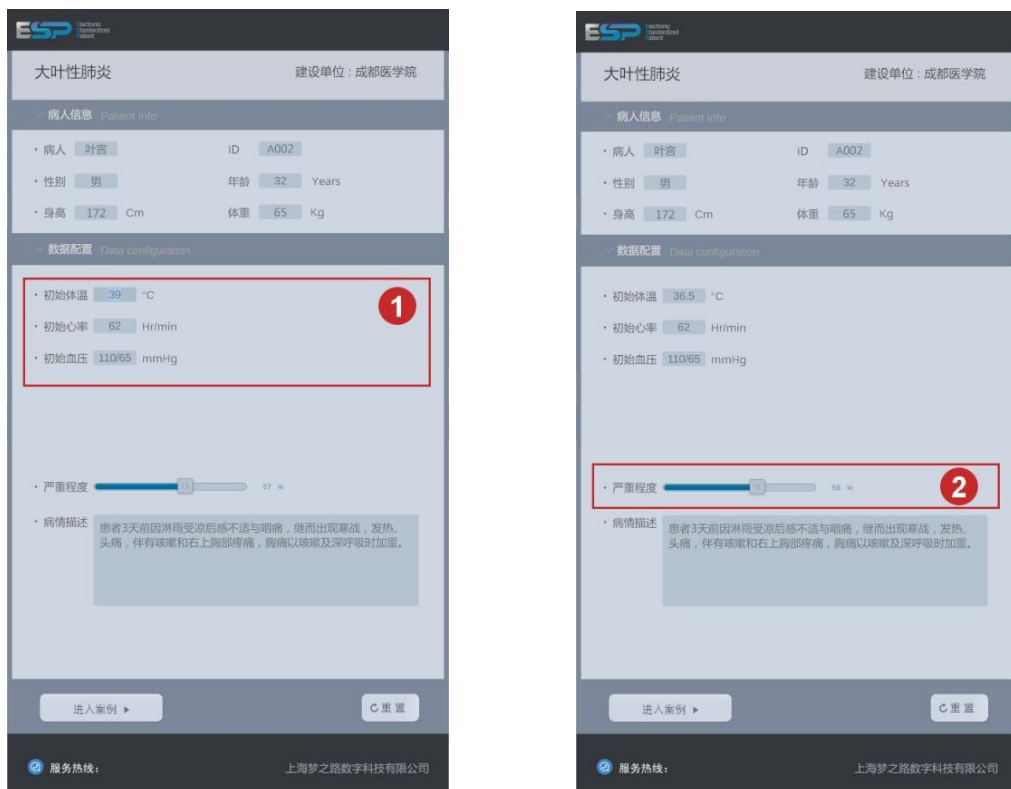 ESP Electronic Standardized Patient
大叶性肺炎 建设单位：成都医学院
病人信息 Patient Info
· 病人 叶言 ID A002
· 性别 男 年龄 32 Years
· 身高 172 Cm 体重 65 Kg
数据配置 Data configuration
· 初始体温 39 °C
· 初始心率 62 Hr/min
· 初始血压 110/65 mmHg
1
· 严重程度 57 %
· 病情描述 患者3天前因淋雨受凉后感不适与咽痛，继而出现寒战，发热、
头痛，伴有咳嗽和右上胸部疼痛，胸痛以咳嗽及深呼吸时加重。
进入案例 重置
服务热线： 上海梦之路数字科技有限公司
ESP Electronic Standardized Patient
大叶性肺炎 建设单位：成都医学院
病人信息 Patient Info
· 病人 叶言 ID A002
· 性别 男 年龄 32 Years
· 身高 172 Cm 体重 65 Kg
数据配置 Data configuration
· 初始体温 36.5 °C
· 初始心率 62 Hr/min
· 初始血压 110/65 mmHg
· 严重程度 58 %
2
· 病情描述 患者3天前因淋雨受凉后感不适与咽痛，继而出现寒战，发热、
头痛，伴有咳嗽和右上胸部疼痛，胸痛以咳嗽及深呼吸时加重。
进入案例 重置
服务热线： 上海梦之路数字科技有限公司